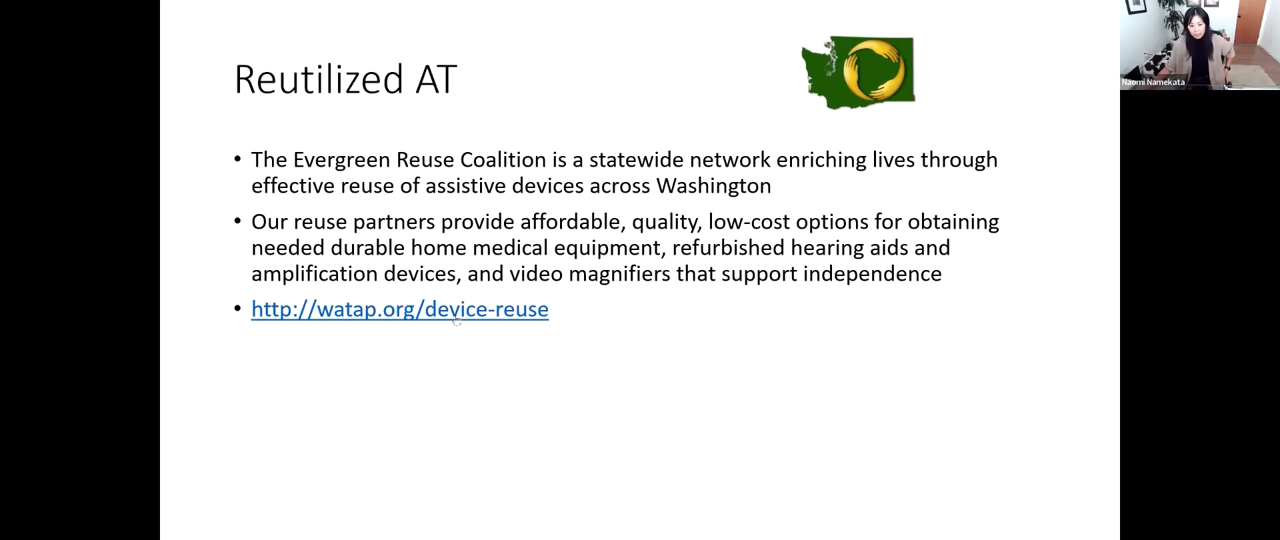 Reutilized AT
• The Evergreen Reuse Coalition is a statewide network enriching lives through
effective reuse of assistive devices across Washington
• Our reuse partners provide affordable, quality, low-cost options for obtaining
needed durable home medical equipment, refurbished hearing aids and
amplification devices, and video magnifiers that support independence
• http://watap.org/device-reuse
Naomi Namekata